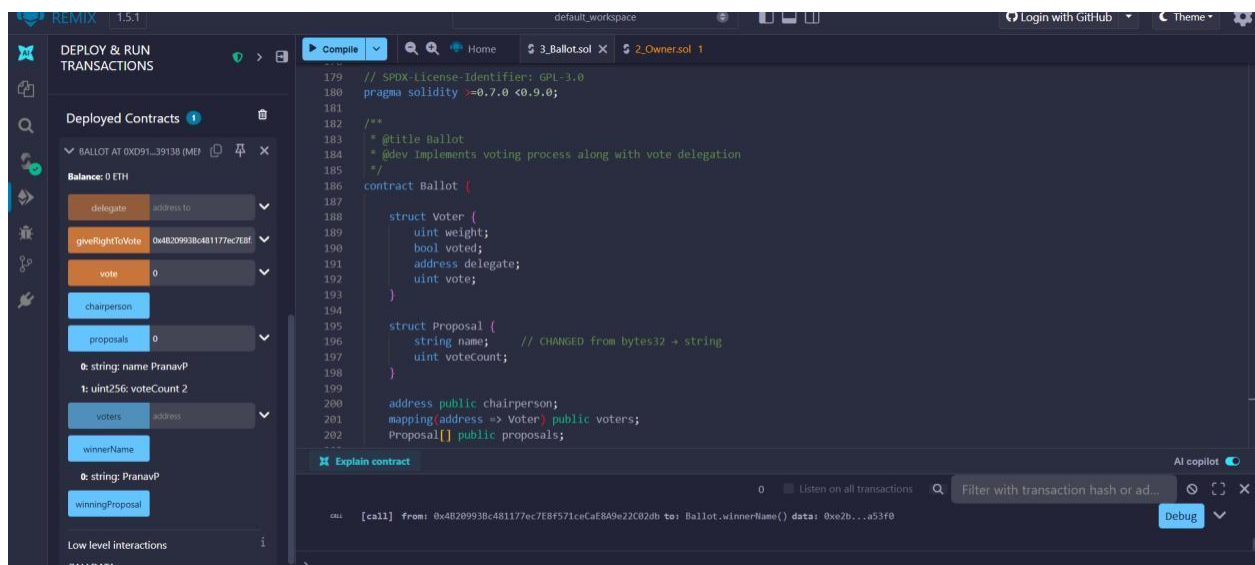 REMIX 1.5.1
default_workspace
Login with GitHub
Theme
AI
DEPLOY & RUN
TRANSACTIONS
Deployed Contracts 1
BALLOT AT 0XD91...39138 (MEM
Balance: 0 ETH
delegate address to
giveRightToVote 0x4B20993Bc481177ec7E8f.
vote 0
chairperson
proposals 0
0: string: name PranavP
1: uint256: voteCount 2
voters address
winnerName
0: string: PranavP
winningProposal
Low level interactions i
CALLDATA
Compile Home 3_Ballot.sol 2_Owner.sol 1
179 // SPDX-License-Identifier: GPL-3.0
180 pragma solidity >=0.7.0 <0.9.0;
181
182 /**
183 * @title Ballot
184 * @dev Implements voting process along with vote delegation
185 */
186 contract Ballot {
187
188 struct Voter {
189 uint weight;
190 bool voted;
191 address delegate;
192 uint vote;
193 }
194
195 struct Proposal {
196 string name; // CHANGED from bytes32 → string
197 uint voteCount;
198 }
199
200 address public chairperson;
201 mapping(address => Voter) public voters;
202 Proposal[] public proposals;
Explain contract
AI copilot
0 Listen on all transactions Filter with transaction hash or ad...
CALL [call] from: 0x4B20993Bc481177ec7E8f571ceCaE8A9e22C02db to: Ballot.winnerName() data: 0xe2b...a53f0
Debug
>